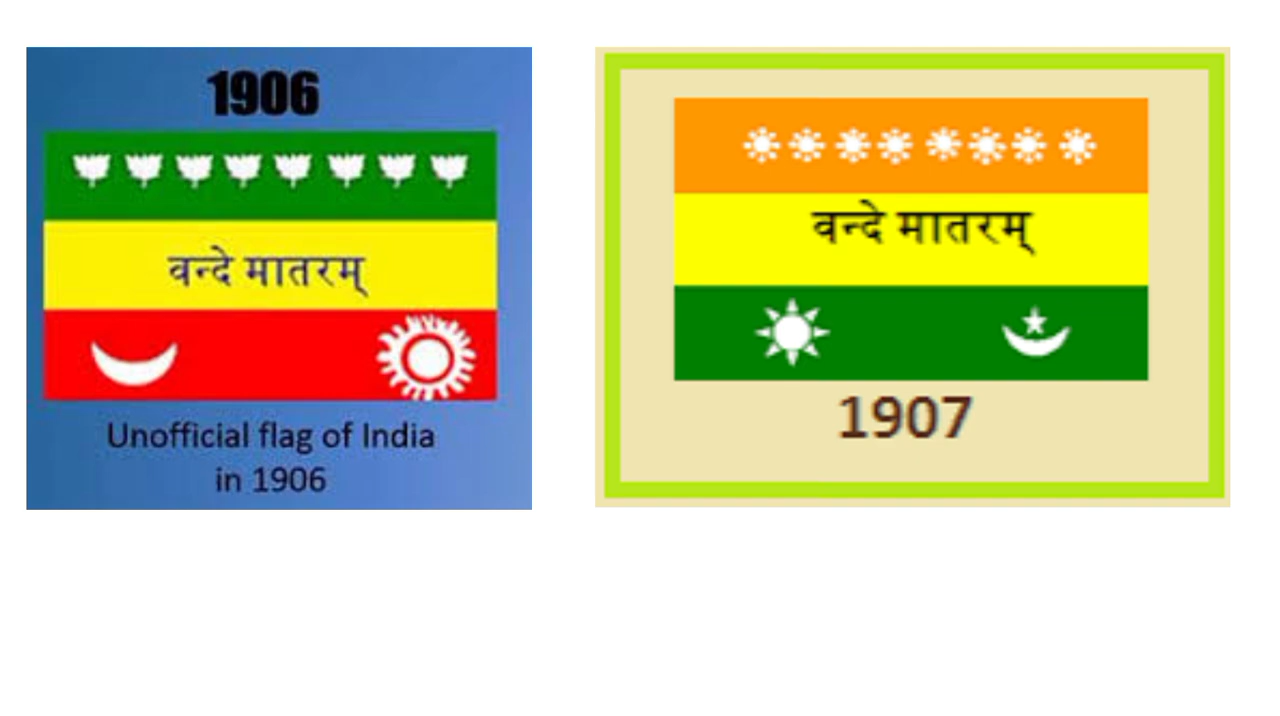 1906
वन्दे मातरम्
Unofficial flag of India
in 1906
वन्दे मातरम्
1907